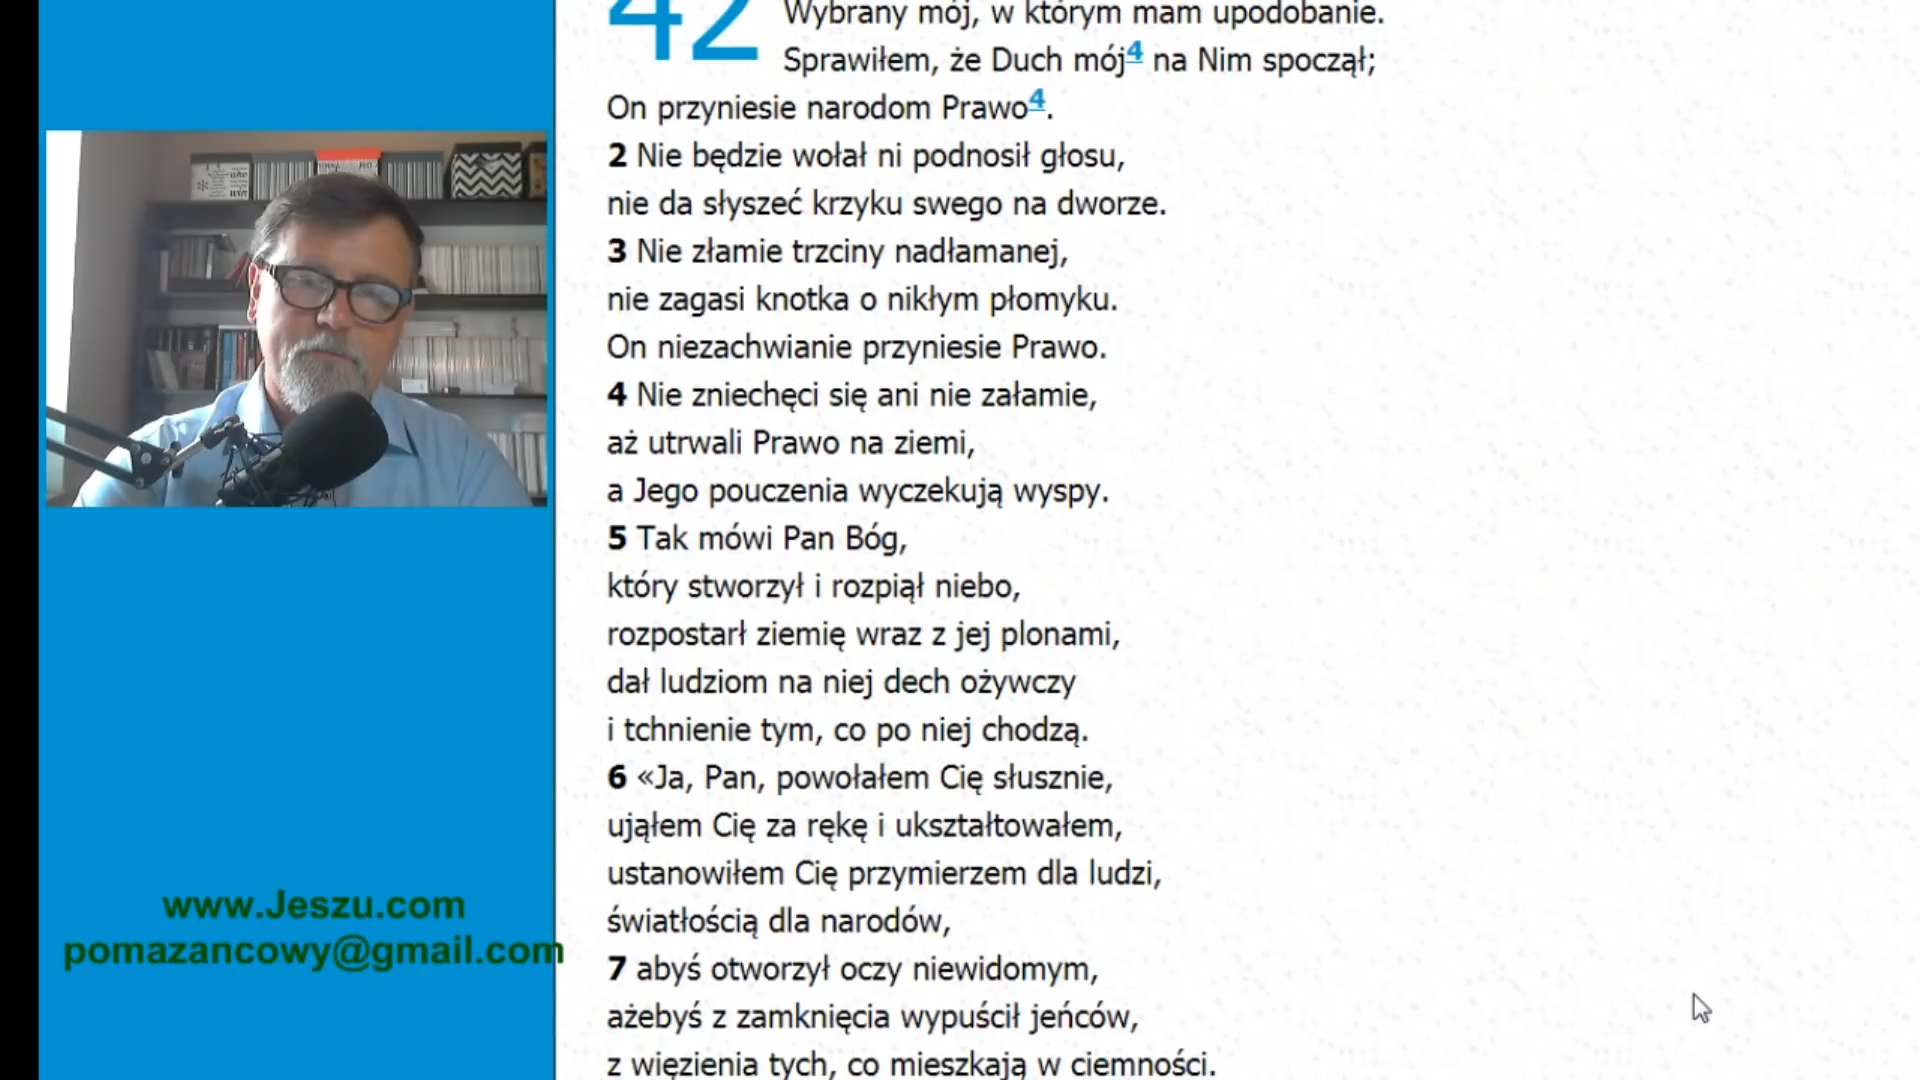 42
Wybrany mój, w którym mam upodobanie.
Sprawiłem, że Duch mój4 na Nim spoczął;
On przyniesie narodom Prawo4.
2 Nie będzie wołał ni podnosił głosu,
nie da słyszeć krzyku swego na dworze.
3 Nie złamie trzciny nadłamanej,
nie zagasi knotka o nikłym płomyku.
On niezachwianie przyniesie Prawo.
4 Nie zniechęci się ani nie załamie,
aż utrwali Prawo na ziemi,
a Jego pouczenia wyczekują wyspy.
5 Tak mówi Pan Bóg,
który stworzył i rozpiął niebo,
rozpostarł ziemię wraz z jej plonami,
dał ludziom na niej dech ożywczy
i tchnienie tym, co po niej chodzą.
6 «Ja, Pan, powołałem Cię słusznie,
ująłem Cię za rękę i ukształtowałem,
ustanowiłem Cię przymierzem dla ludzi,
światłością dla narodów,
7 abyś otworzył oczy niewidomym,
ażebyś z zamknięcia wypuścił jeńców,
z więzienia tych, co mieszkają w ciemności.
www.Jeszu.com
pomazancowy@gmail.com